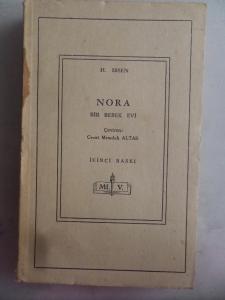 H. IBSEN
NORA
BİR BEBEK EVİ
Çeviren:
Cevat Memduh ALTAR
İKİNCİ BASKI
M. V.